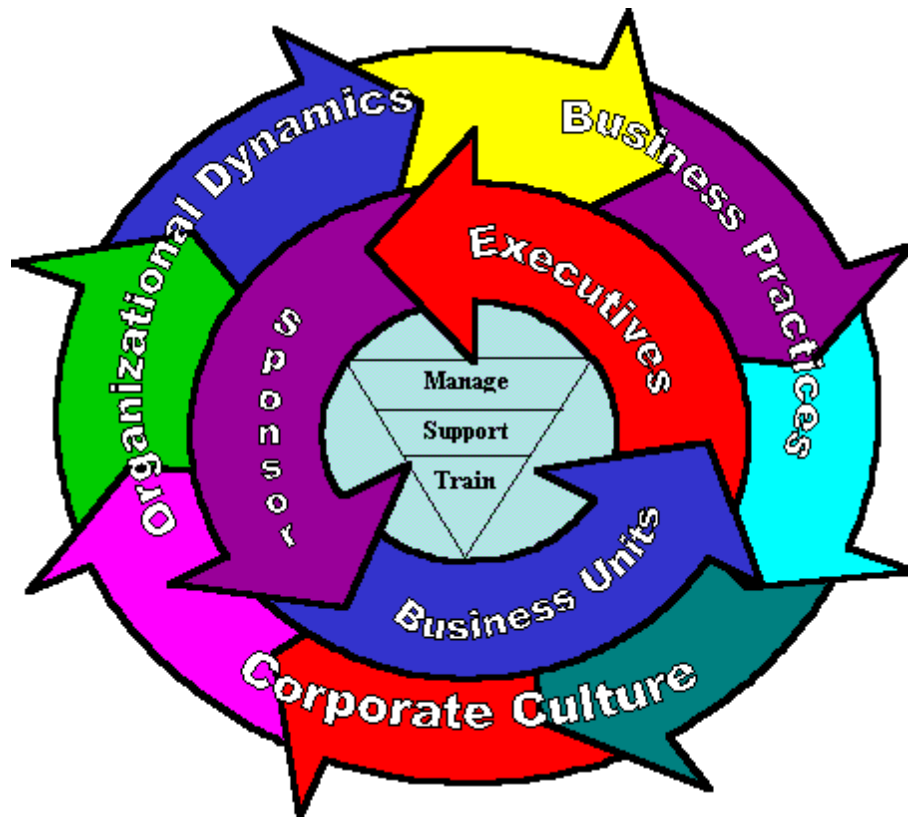 Organizational Dynamics
Business Practices
Executives
Sponsor
Manage
Support
Train
Business Units
Corporate Culture